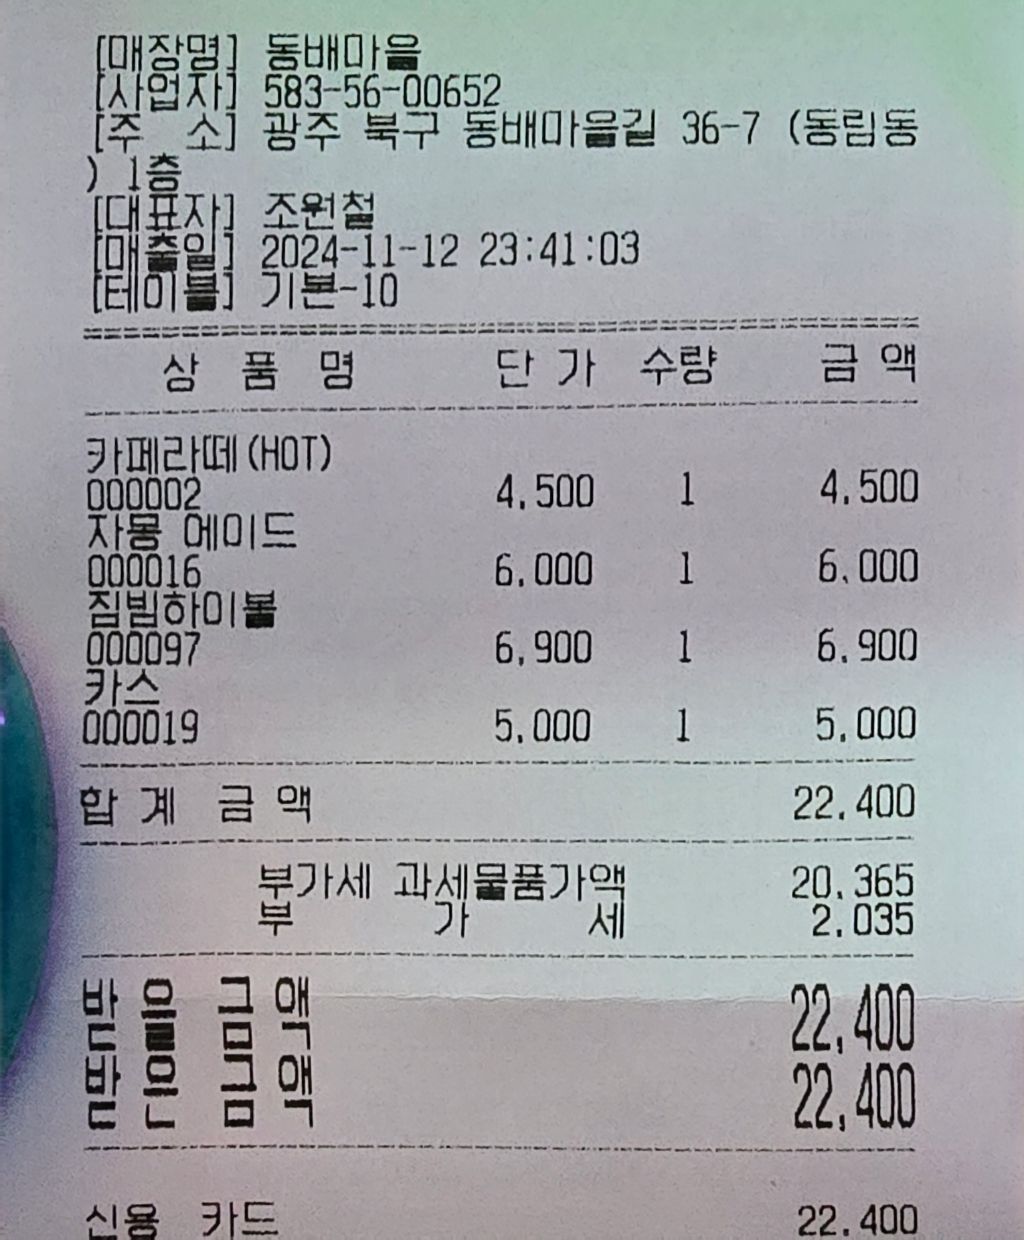 [매장명] 동배마을
[사업자] 583-56-00652
[주 소] 광주 북구 동배마을길 36-7 (동림동
) 1층
[대표자] 조원철
[매출일] 2024-11-12 23:41:03
[테이블] 기본-10
상 품 명 단 가 수량 금 액
카페라떼(HOT)
000002 4,500 1 4,500
자몽 에이드
000016 6,000 1 6,000
짐빔하이볼
000097 6,900 1 6,900
카스
000019 5,000 1 5,000
합 계 금 액 22,400
부가세 과세물품가액 20,365
부 가 세 2,035
받 을 금 액 22,400
받 은 금 액 22,400
신용 카드 22,400